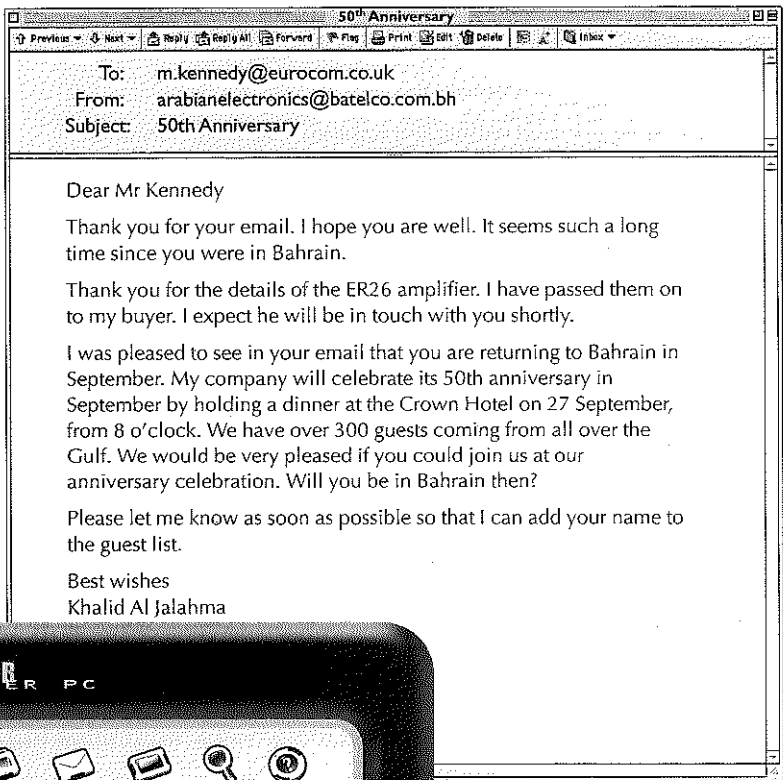 50th Anniversary
Previous Next Reply Reply All Forward Flag Print Edit Delete Inbox
To: m.kennedy@eurocom.co.uk
From: arabianelectronics@batelco.com.bh
Subject: 50th Anniversary
Dear Mr Kennedy
Thank you for your email. I hope you are well. It seems such a long
time since you were in Bahrain.
Thank you for the details of the ER26 amplifier. I have passed them on
to my buyer. I expect he will be in touch with you shortly.
I was pleased to see in your email that you are returning to Bahrain in
September. My company will celebrate its 50th anniversary in
September by holding a dinner at the Crown Hotel on 27 September,
from 8 o'clock. We have over 300 guests coming from all over the
Gulf. We would be very pleased if you could join us at our
anniversary celebration. Will you be in Bahrain then?
Please let me know as soon as possible so that I can add your name to
the guest list.
Best wishes
Khalid Al Jalahma
PC